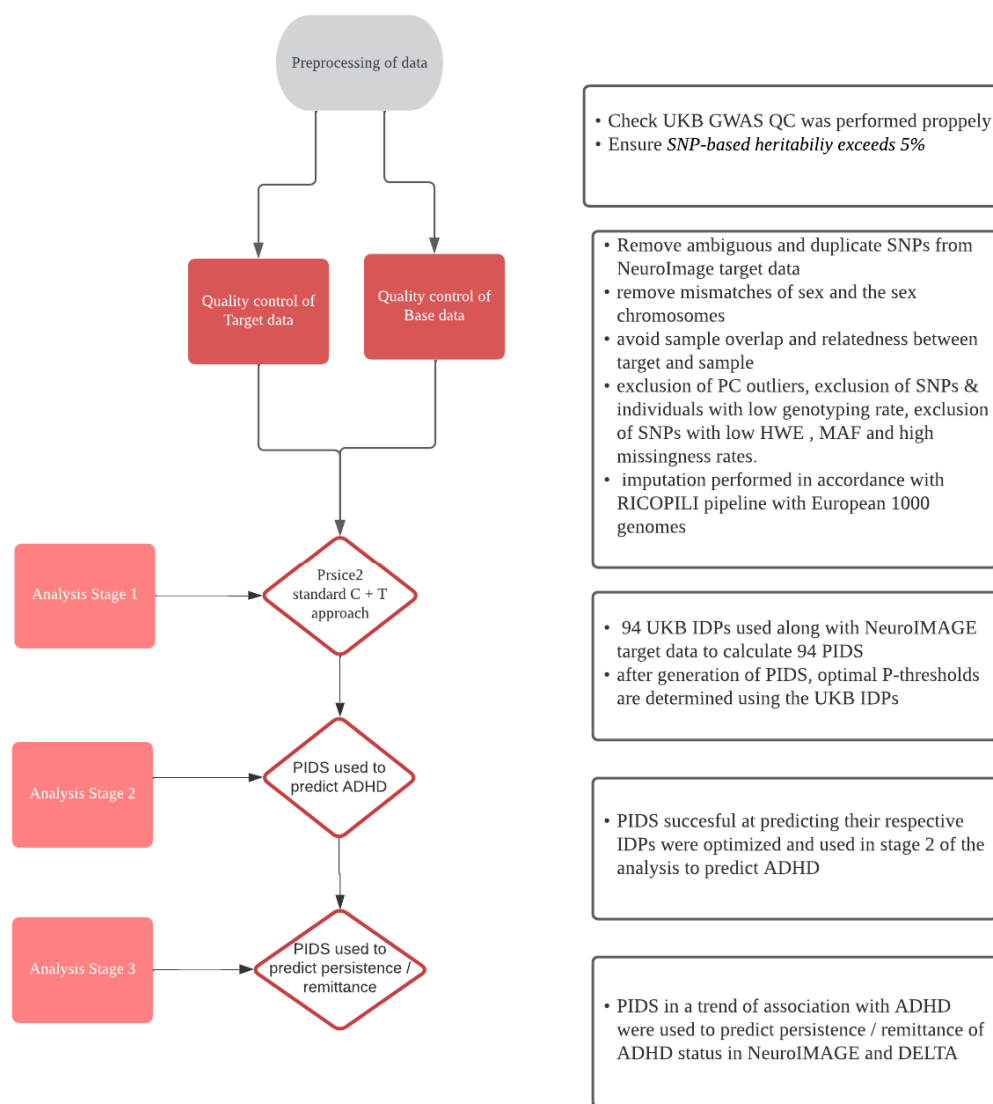 Preprocessing of data
• Check UKB GWAS QC was performed proppely
• Ensure SNP-based heritabiliy exceeds 5%
Quality control of
Target data
Quality control of
Base data
• Remove ambiguous and duplicate SNPs from
NeuroImage target data
• remove mismatches of sex and the sex
chromosomes
• avoid sample overlap and relatedness between
target and sample
• exclusion of PC outliers, exclusion of SNPs &
individuals with low genotyping rate, exclusion
of SNPs with low HWE , MAF and high
missingness rates.
• imputation performed in accordance with
RICOPILI pipeline with European 1000
genomes
Analysis Stage 1
Prsice2
standard C + T
approach
• 94 UKB IDPs used along with NeuroIMAGE
target data to calculate 94 PIDS
• after generation of PIDS, optimal P-thresholds
are determined using the UKB IDPs
Analysis Stage 2
PIDS used to
predict ADHD
• PIDS succesful at predicting their respective
IDPs were optimized and used in stage 2 of the
analysis to predict ADHD
Analysis Stage 3
PIDS used to
predict persistence /
remittance
• PIDS in a trend of association with ADHD
were used to predict persistence / remittance of
ADHD status in NeuroIMAGE and DELTA